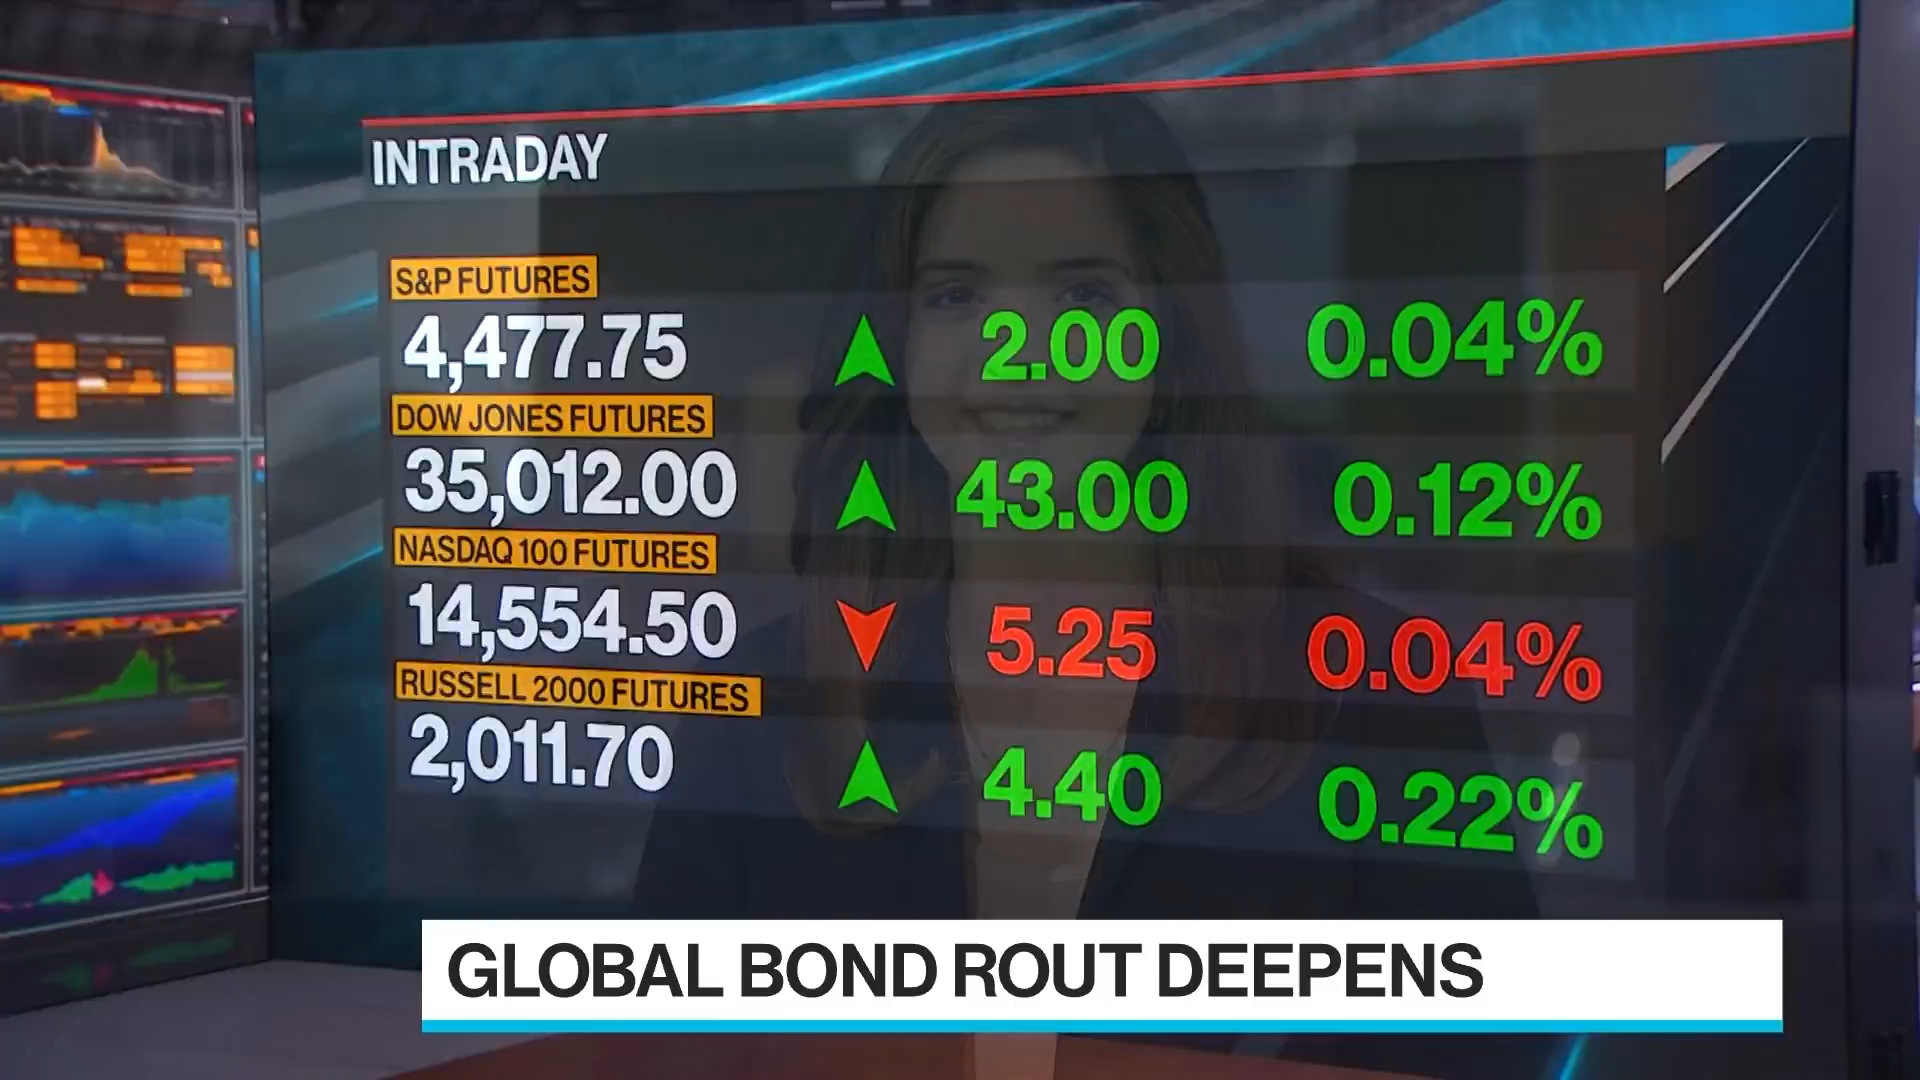 INTRADAY
S&P FUTURES
4,477.75 2.00 0.04%
DOW JONES FUTURES
35,012.00 43.00 0.12%
NASDAQ 100 FUTURES
14,554.50 5.25 0.04%
RUSSELL 2000 FUTURES
2,011.70 4.40 0.22%
GLOBAL BOND ROUT DEEPENS